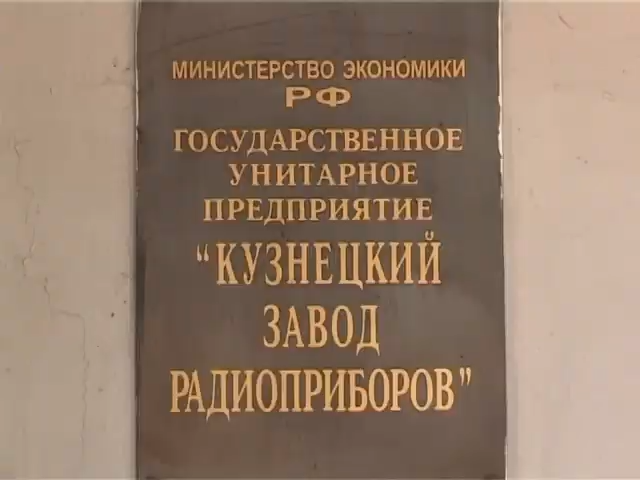 МИНИСТЕРСТВО ЭКОНОМИКИ
РФ
ГОСУДАРСТВЕННОЕ
УНИТАРНОЕ
ПРЕДПРИЯТИЕ
“КУЗНЕЦКИЙ
ЗАВОД
РАДИОПРИБОРОВ”